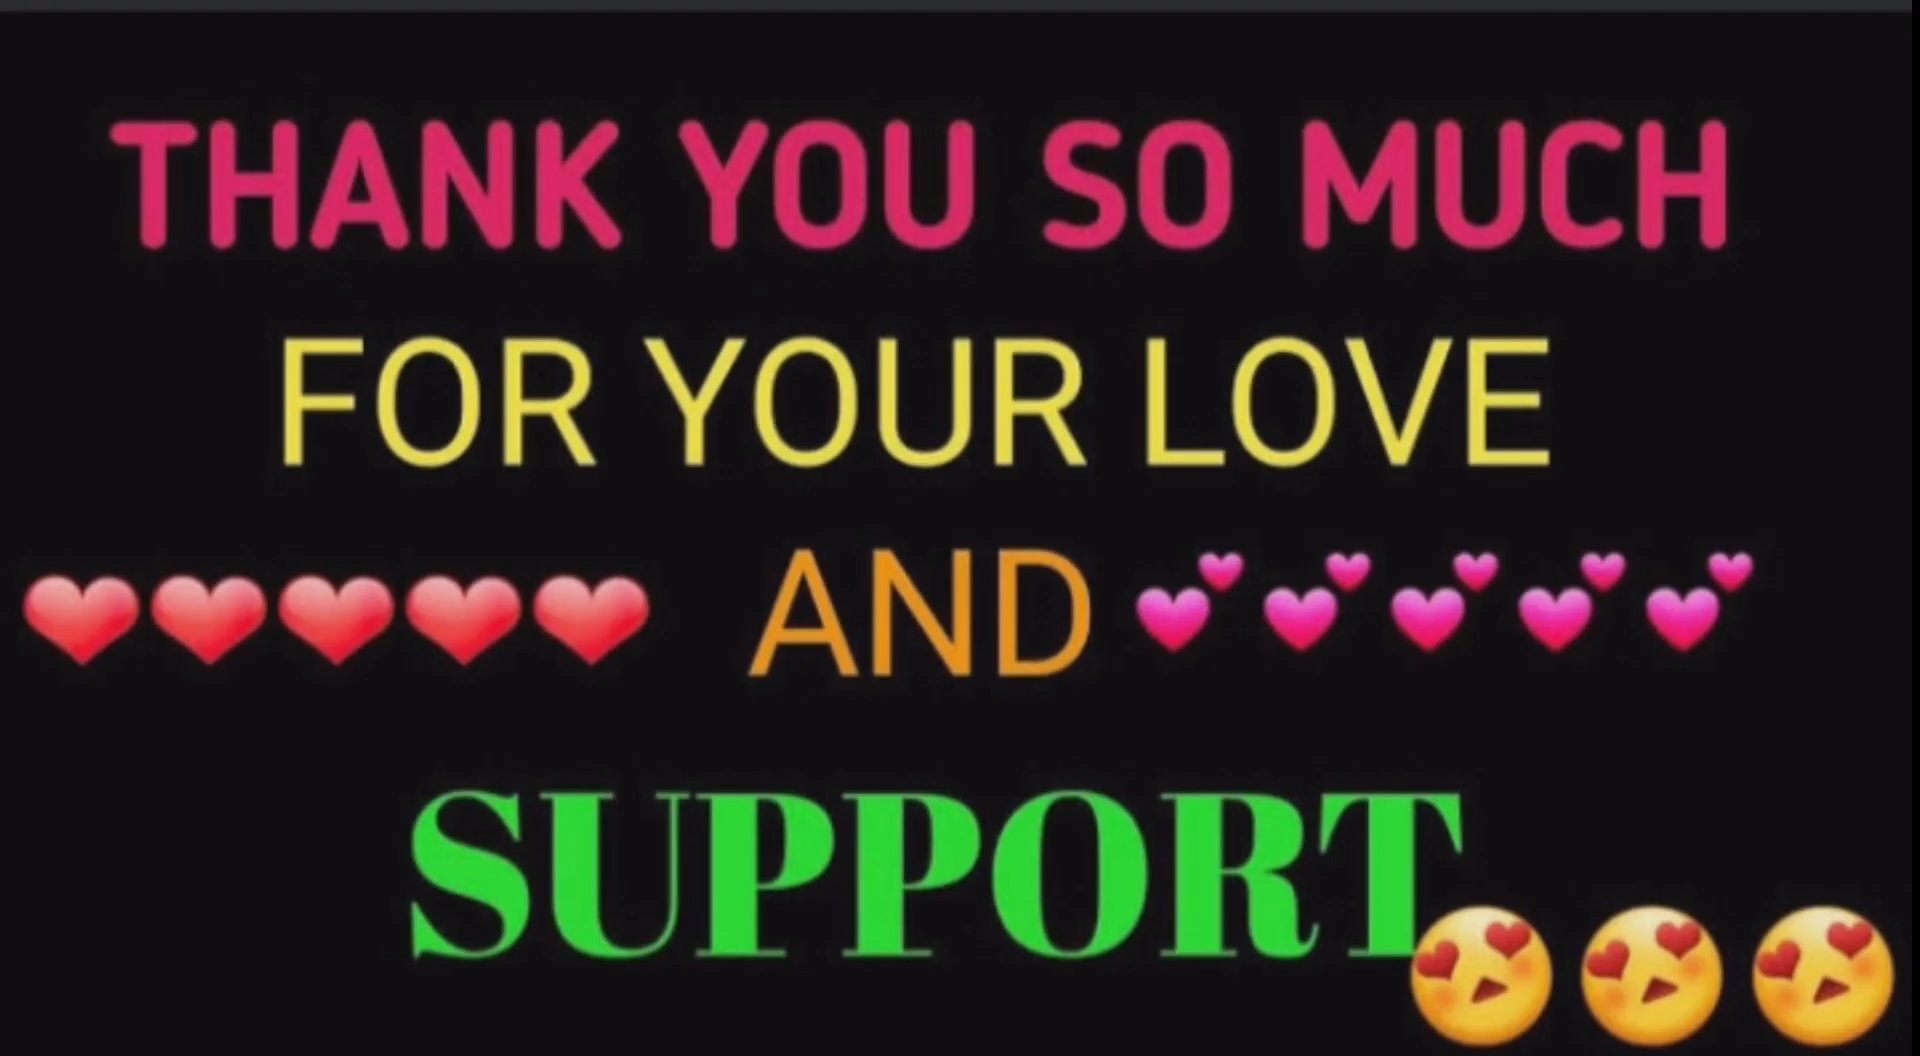 THANK YOU SO MUCH
FOR YOUR LOVE
❤❤❤❤❤ AND 💕💕💕💕💕
SUPPORT😍😍😍